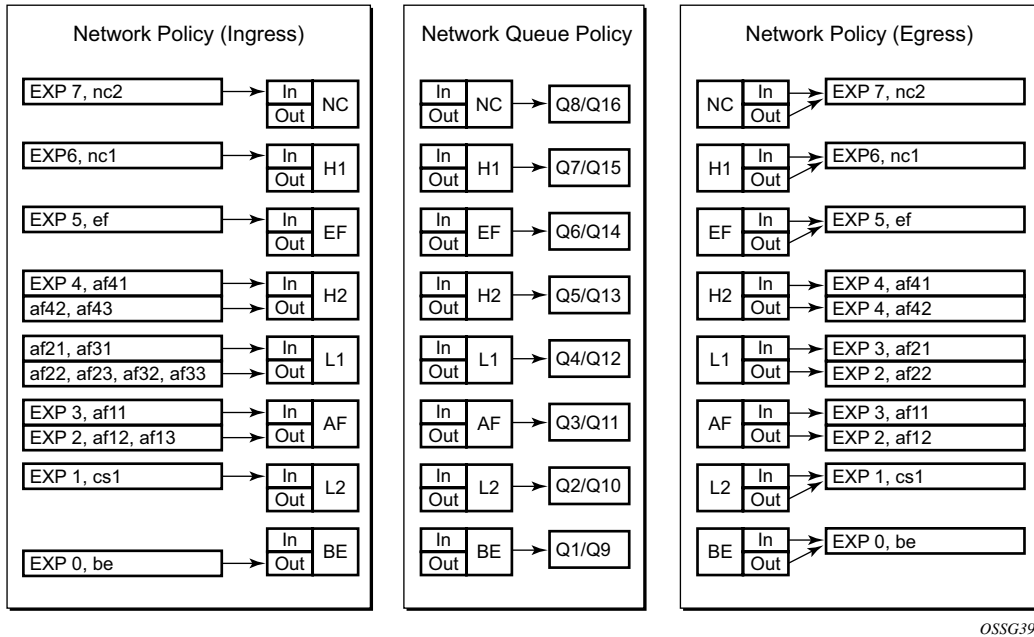 Network Policy (Ingress)
EXP 7, nc2
In
Out
NC
EXP6, nc1
In
Out
H1
EXP 5, ef
In
Out
EF
EXP 4, af41
af42, af43
In
Out
H2
af21, af31
af22, af23, af32, af33
In
Out
L1
EXP 3, af11
EXP 2, af12, af13
In
Out
AF
EXP 1, cs1
In
Out
L2
EXP 0, be
In
Out
BE
Network Queue Policy
In
Out
NC
Q8/Q16
In
Out
H1
Q7/Q15
In
Out
EF
Q6/Q14
In
Out
H2
Q5/Q13
In
Out
L1
Q4/Q12
In
Out
AF
Q3/Q11
In
Out
L2
Q2/Q10
In
Out
BE
Q1/Q9
Network Policy (Egress)
NC
In
Out
EXP 7, nc2
H1
In
Out
EXP6, nc1
EF
In
Out
EXP 5, ef
H2
In
Out
EXP 4, af41
EXP 4, af42
L1
In
Out
EXP 3, af21
EXP 2, af22
AF
In
Out
EXP 3, af11
EXP 2, af12
L2
In
Out
EXP 1, cs1
BE
In
Out
EXP 0, be
OSSG39